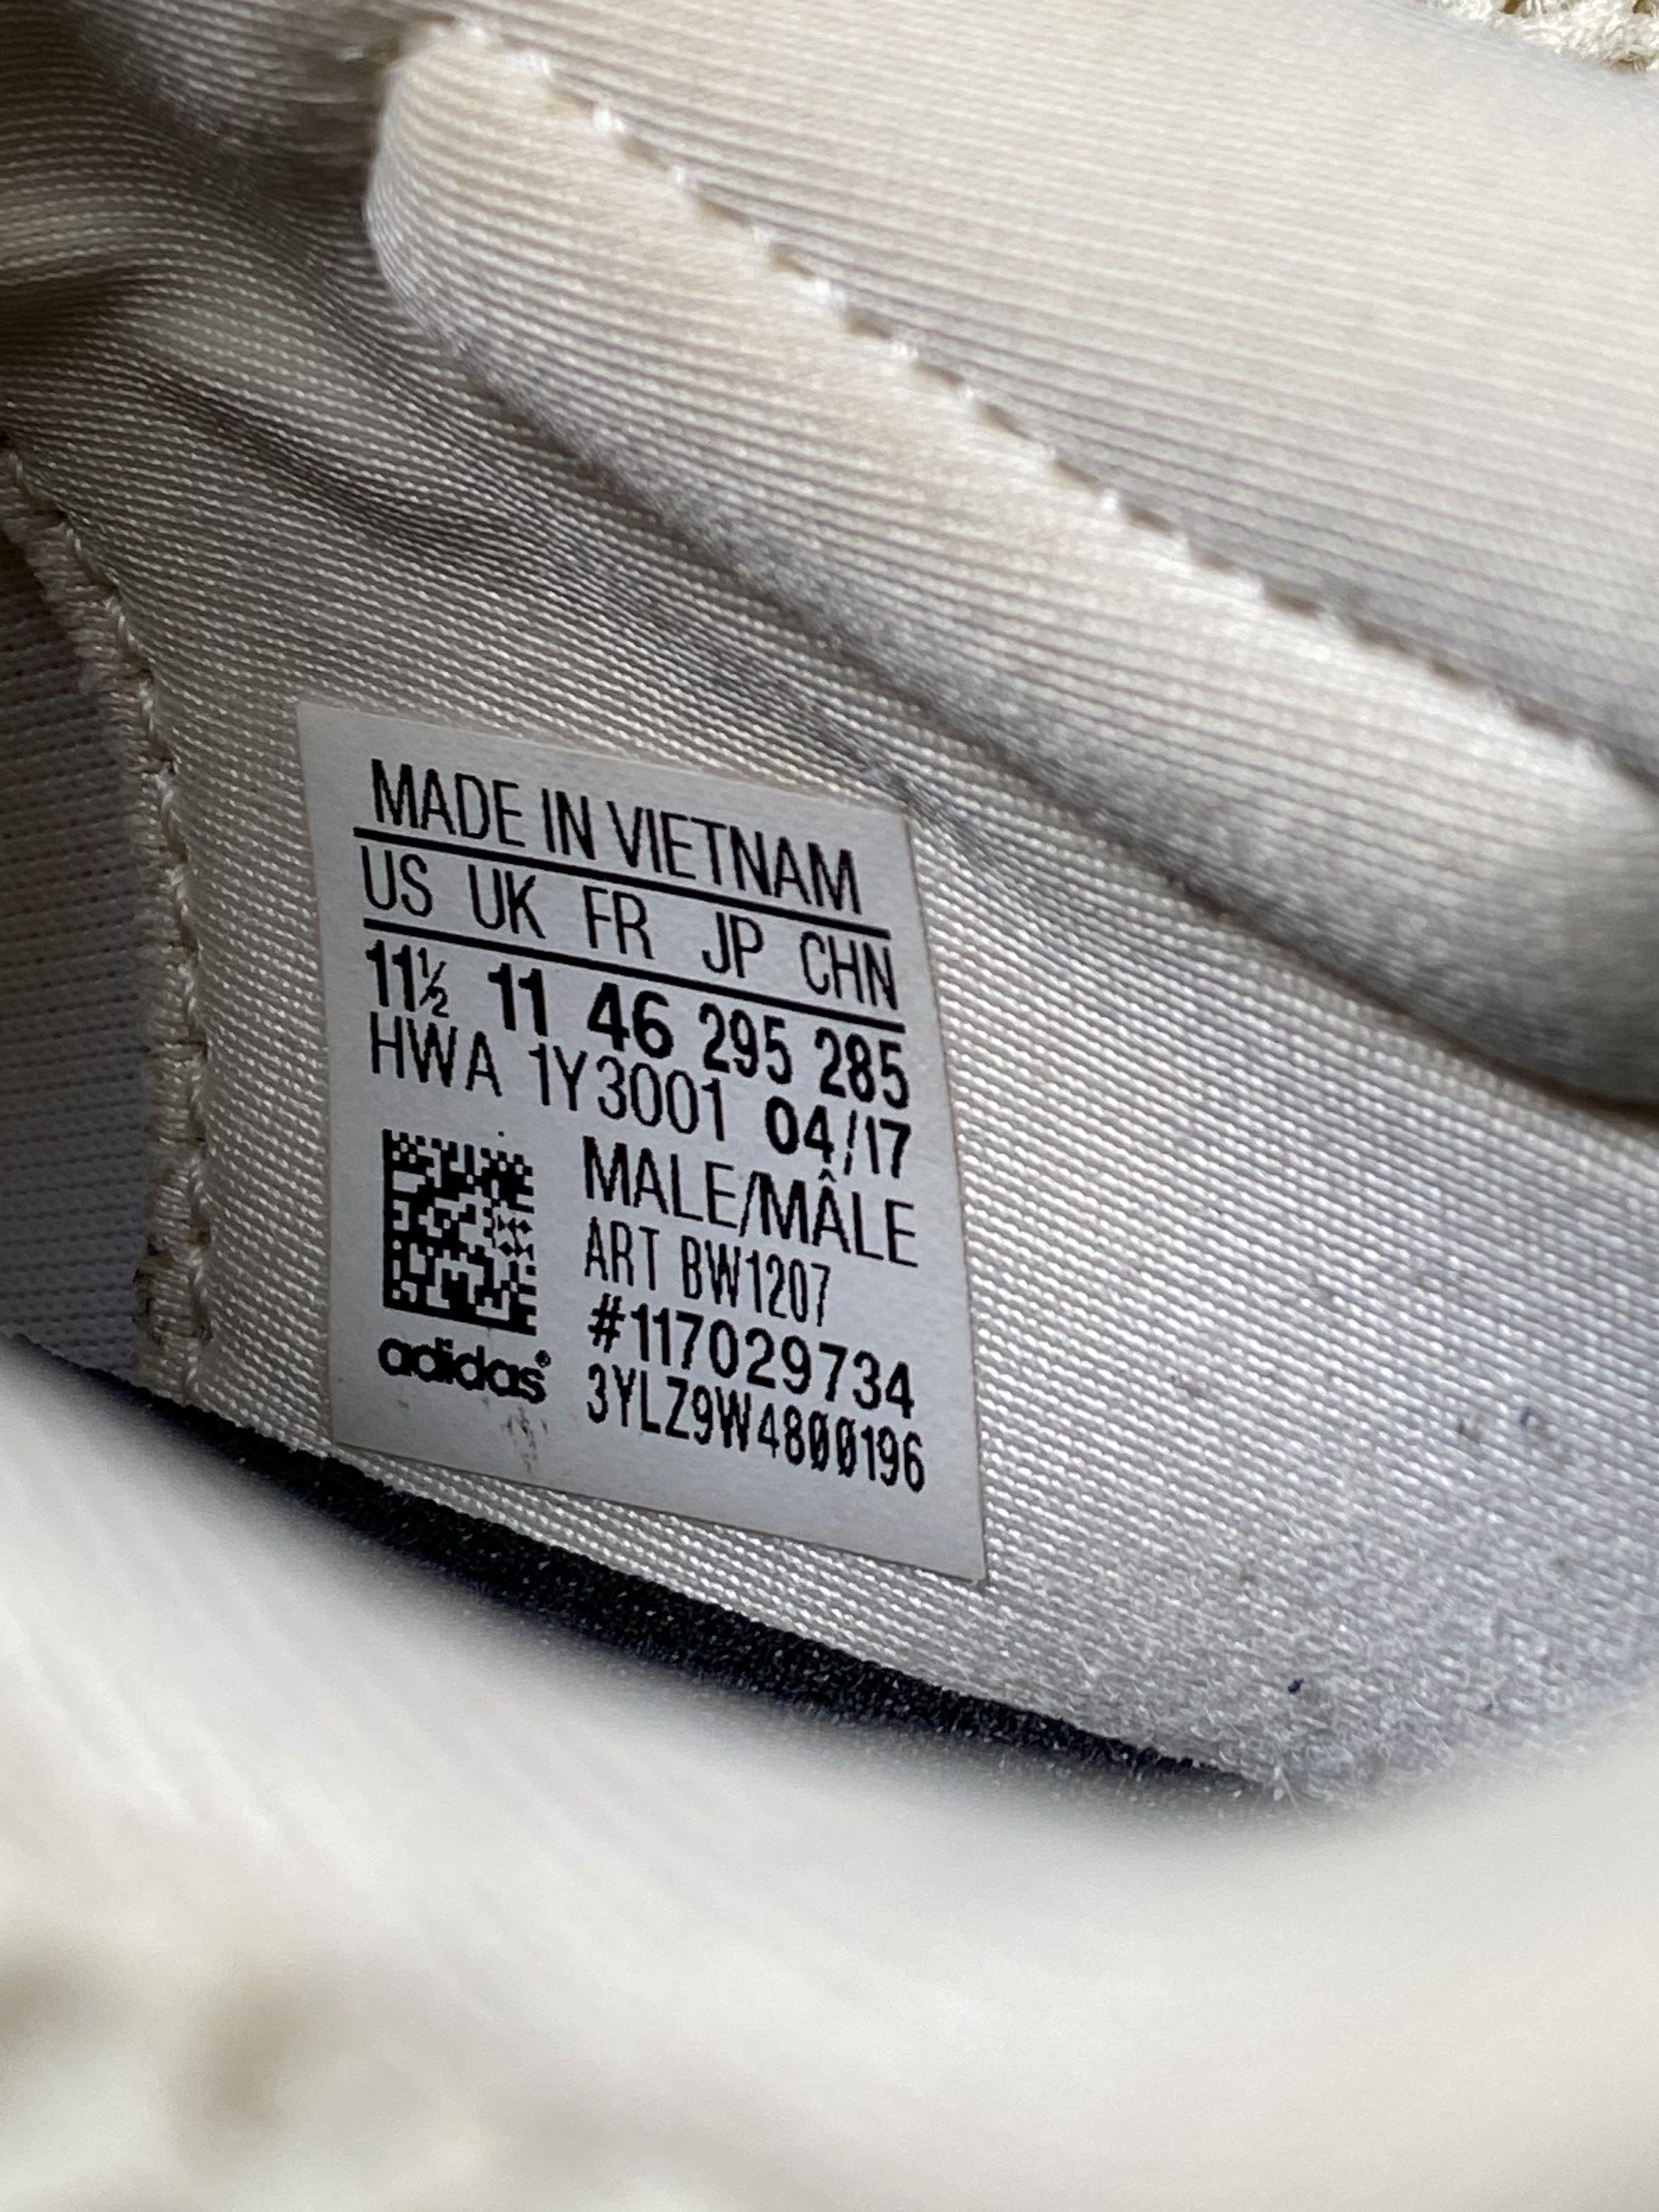 MADE IN VIETNAM
US UK FR JP CHN
11½ 11 46 295 285
HWA 1Y3001 04/17
MALE/MÂLE
ART BW1207
#117029734
adidas®
3YLZ9W4800196